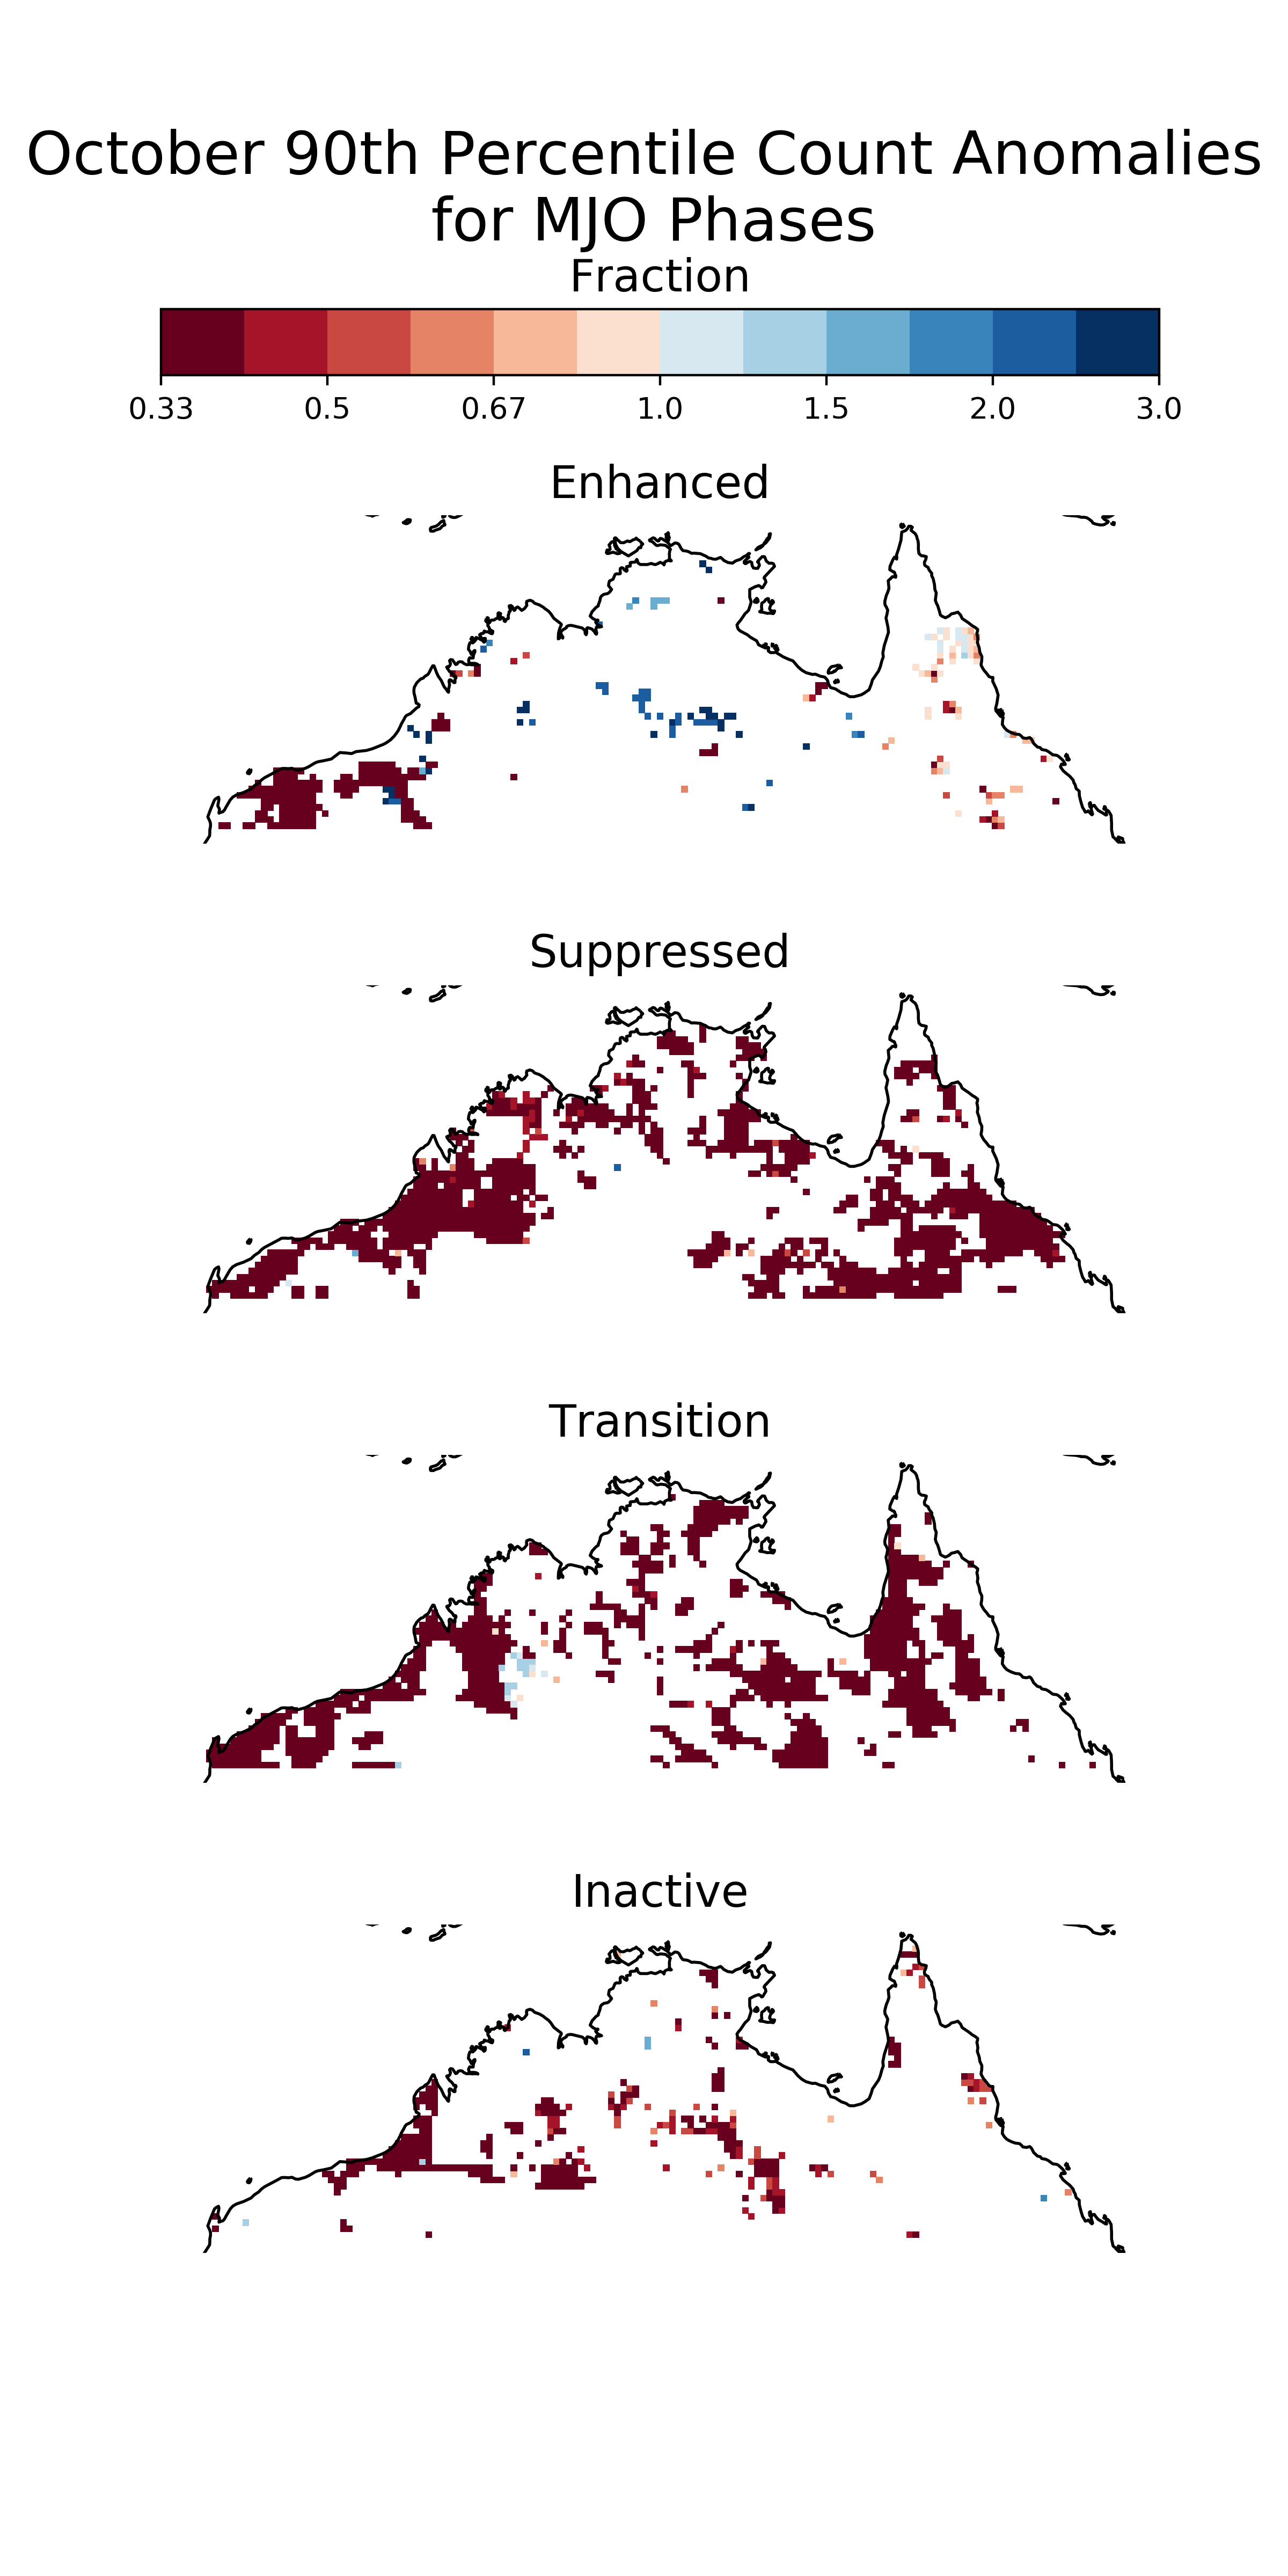 October 90th Percentile Count Anomalies
for MJO Phases
Fraction
0.33 0.5 0.67 1.0 1.5 2.0 3.0
Enhanced
Suppressed
Transition
Inactive